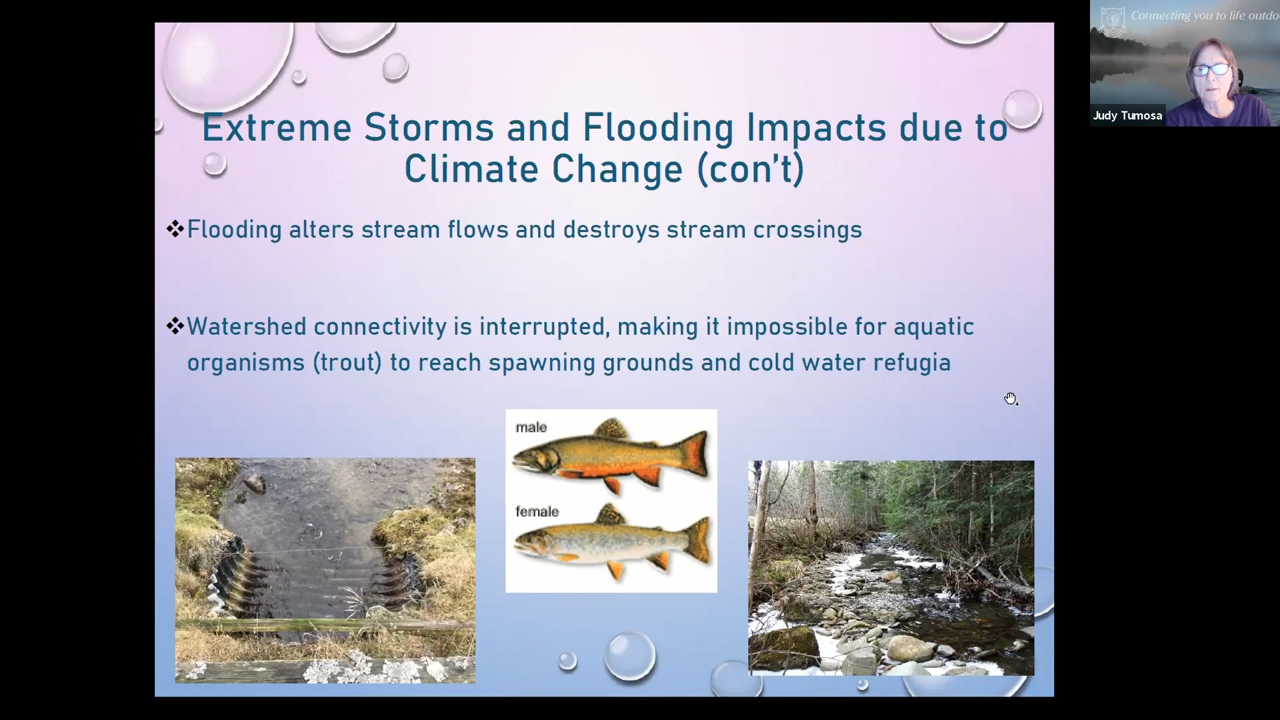 Connecting you to life outdo
Judy Tumosa
Extreme Storms and Flooding Impacts due to
Climate Change (con't)
❖Flooding alters stream flows and destroys stream crossings
❖Watershed connectivity is interrupted, making it impossible for aquatic
organisms (trout) to reach spawning grounds and cold water refugia
male
female